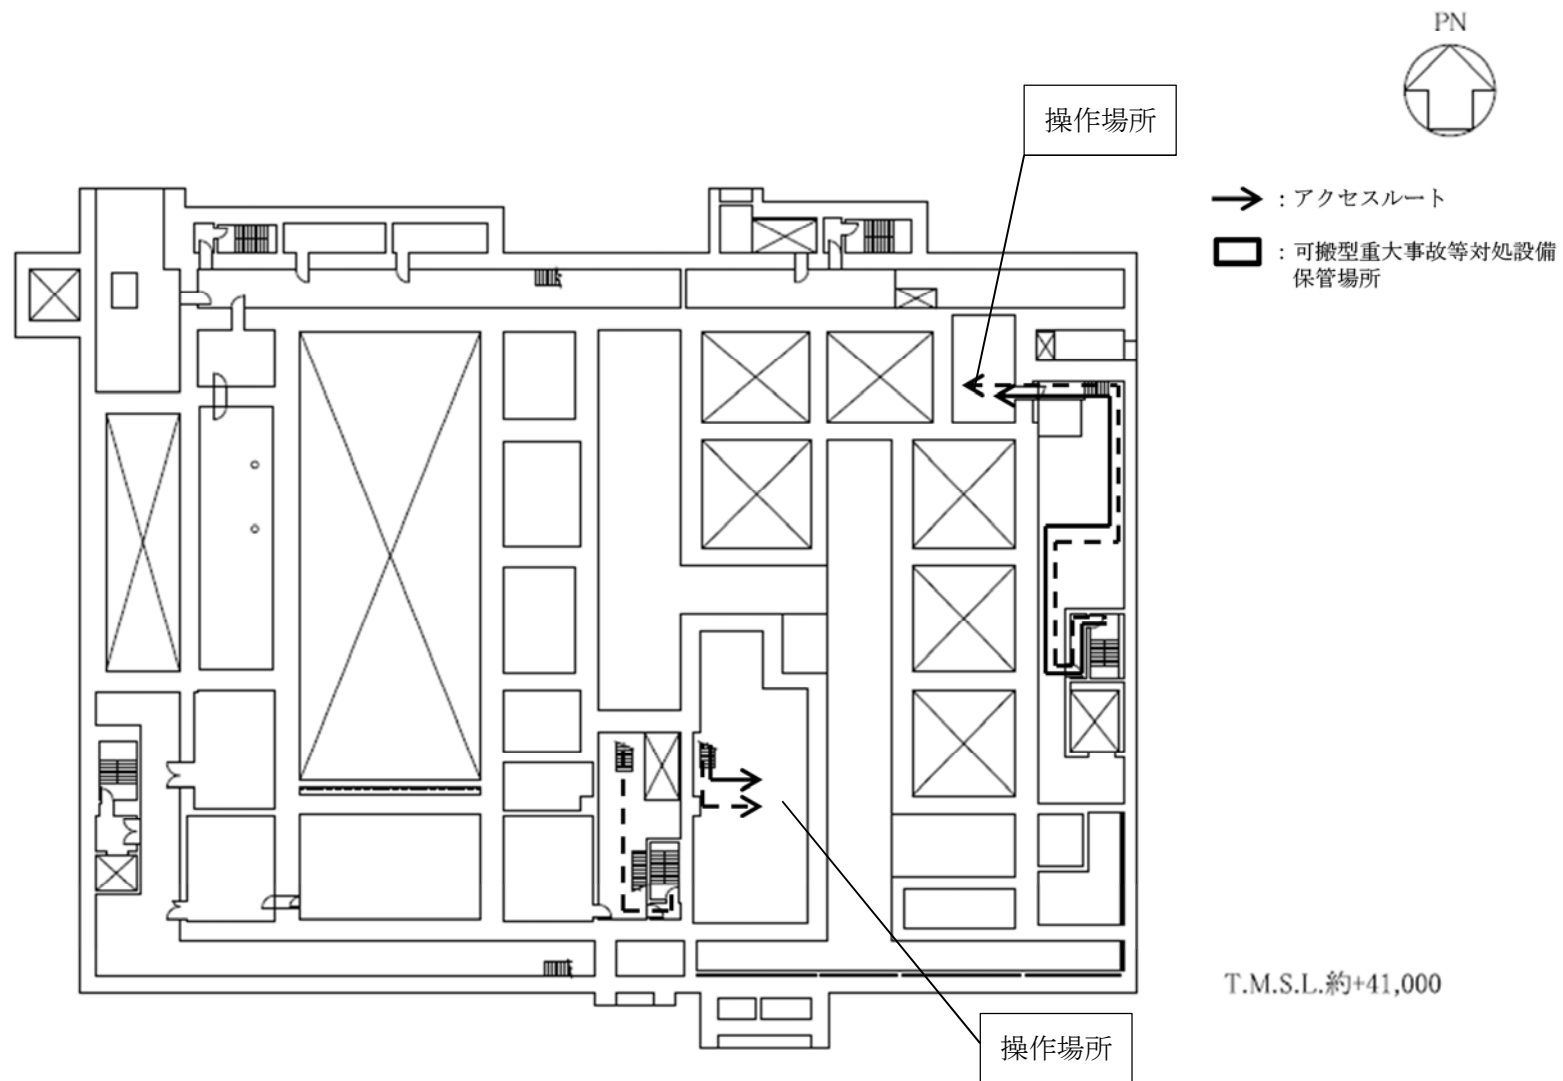 PN
操作場所
：アクセスルート
：可搬型重大事故等対処設備
保管場所
T.M.S.L.約+41,000
操作場所